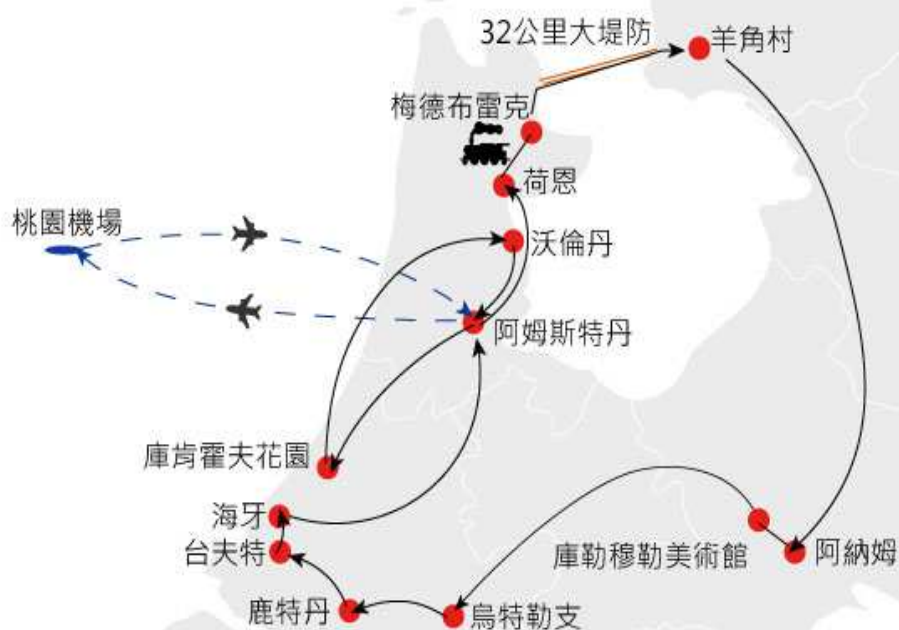 32公里大堤防
羊角村
梅德布雷克
荷恩
桃園機場
沃倫丹
阿姆斯特丹
庫肯霍夫花園
海牙
台夫特
庫勒穆勒美術館
阿納姆
鹿特丹
烏特勒支